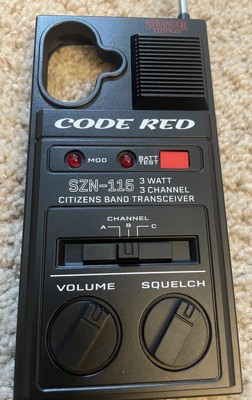 STRANGER
THINGS
CODE RED
MOD
BATT
TEST
SZN-115
3 WATT
3 CHANNEL
CITIZENS BAND TRANSCEIVER
CHANNEL
A B C
VOLUME
SQUELCH